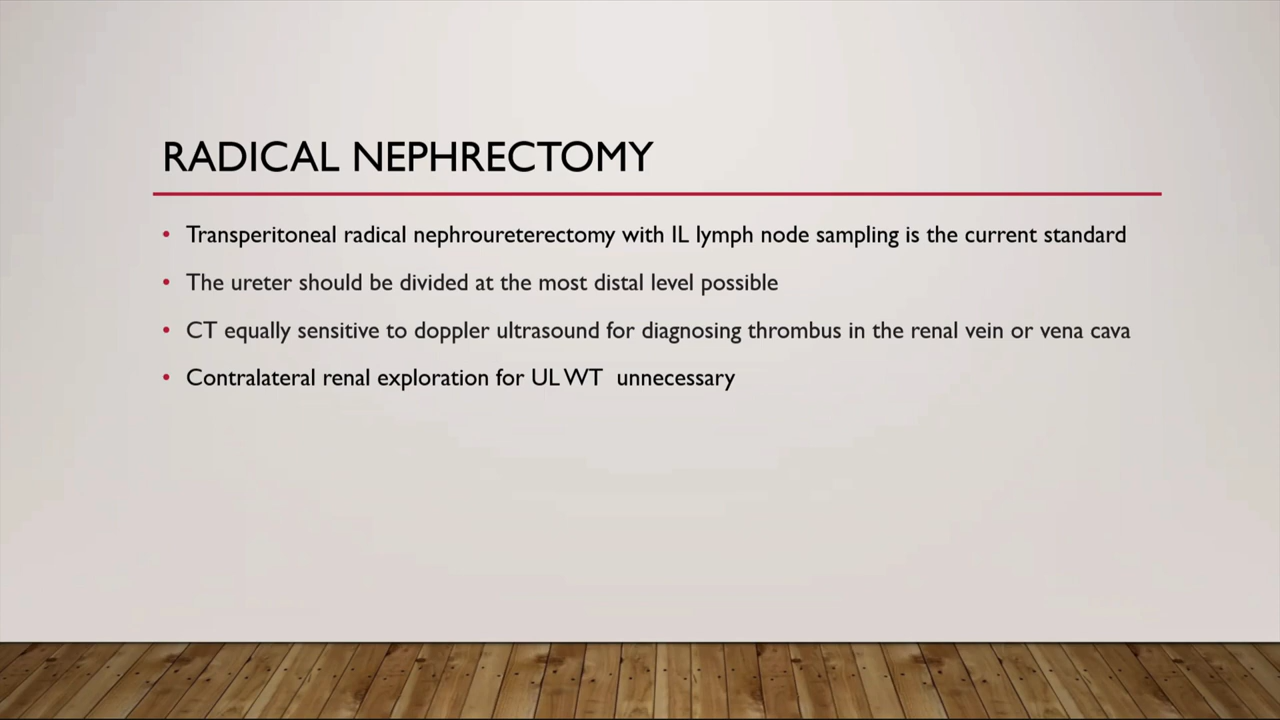 RADICAL NEPHRECTOMY
• Transperitoneal radical nephroureterectomy with IL lymph node sampling is the current standard
• The ureter should be divided at the most distal level possible
• CT equally sensitive to doppler ultrasound for diagnosing thrombus in the renal vein or vena cava
• Contralateral renal exploration for UL WT unnecessary